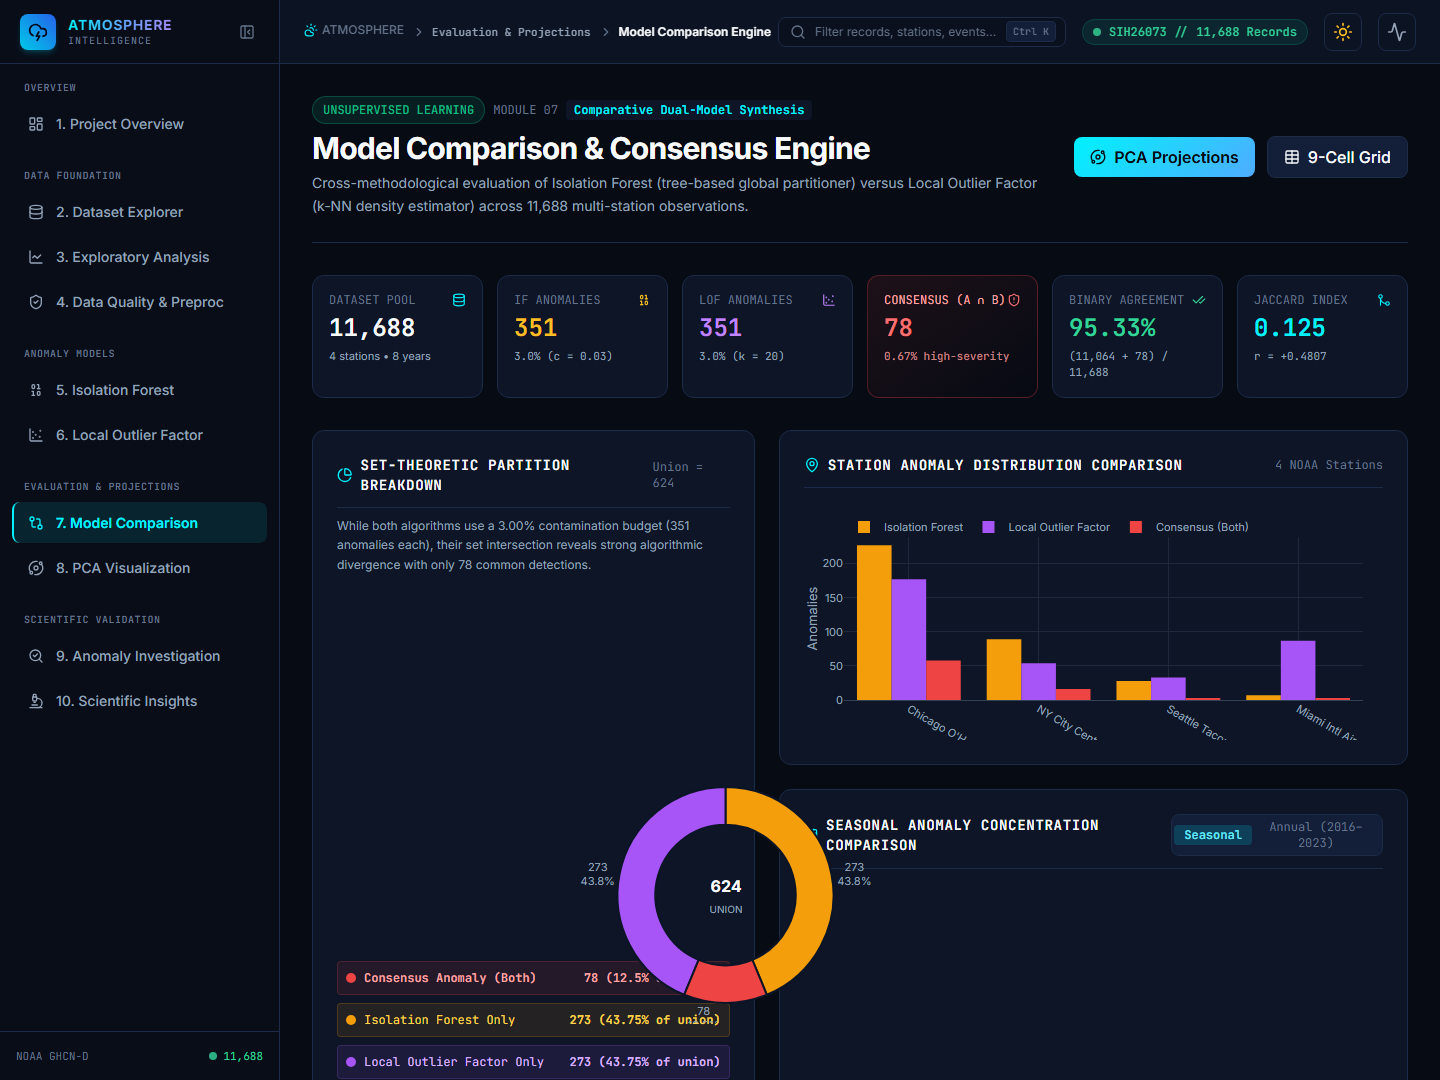 ATMOSPHERE
INTELLIGENCE
OVERVIEW
1. Project Overview
DATA FOUNDATION
2. Dataset Explorer
3. Exploratory Analysis
4. Data Quality & Preproc
ANOMALY MODELS
5. Isolation Forest
6. Local Outlier Factor
EVALUATION & PROJECTIONS
7. Model Comparison
8. PCA Visualization
SCIENTIFIC VALIDATION
9. Anomaly Investigation
10. Scientific Insights
NOAA GHCN-D
11,688
ATMOSPHERE
Evaluation & Projections
Model Comparison Engine
Filter records, stations, events...
Ctrl K
SIH26073 // 11,688 Records
UNSUPERVISED LEARNING
MODULE 07
Comparative Dual-Model Synthesis
Model Comparison & Consensus Engine
Cross-methodological evaluation of Isolation Forest (tree-based global partitioner) versus Local Outlier Factor
(k-NN density estimator) across 11,688 multi-station observations.
PCA Projections
9-Cell Grid
DATASET POOL
11,688
4 stations • 8 years
IF ANOMALIES
351
3.0% (c = 0.03)
LOF ANOMALIES
351
3.0% (k = 20)
CONSENSUS (A ∩ B)
78
0.67% high-severity
BINARY AGREEMENT
95.33%
(11,064 + 78) /
11,688
JACCARD INDEX
0.125
r = +0.4807
SET-THEORETIC PARTITION
BREAKDOWN
Union =
624
While both algorithms use a 3.00% contamination budget (351
anomalies each), their set intersection reveals strong algorithmic
divergence with only 78 common detections.
273
43.8%
624
UNION
273
43.8%
78
Consensus Anomaly (Both)
78 (12.5%
Isolation Forest Only
273 (43.75% of union)
Local Outlier Factor Only
273 (43.75% of union)
STATION ANOMALY DISTRIBUTION COMPARISON
4 NOAA Stations
Isolation Forest
Local Outlier Factor
Consensus (Both)
Anomalies
200
150
100
50
0
Chicago O'H
NY City Cent
Seattle Taco
Miami Intl Air
SEASONAL ANOMALY CONCENTRATION
COMPARISON
Seasonal
Annual (2016-
2023)